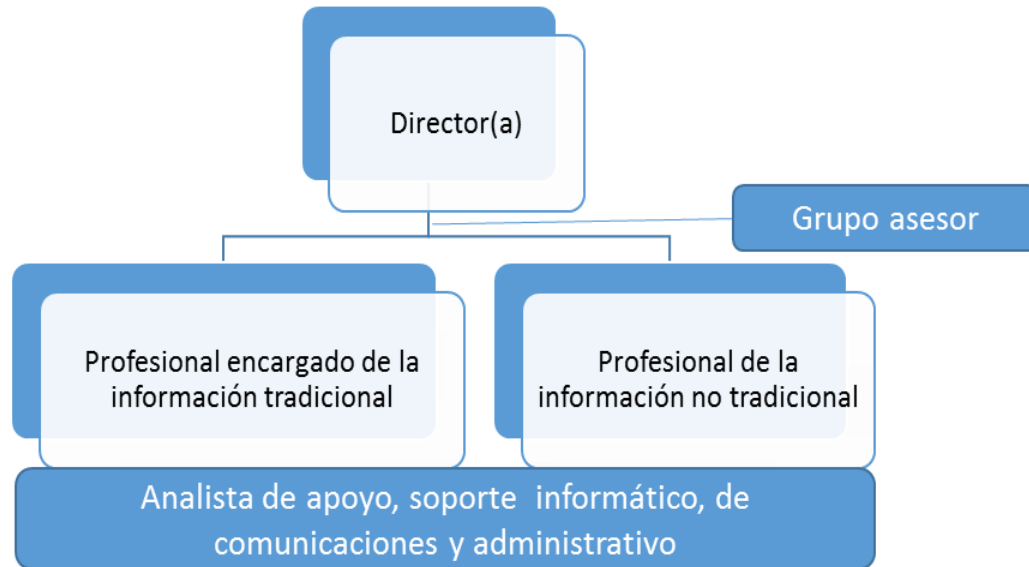 Director(a)
Grupo asesor
Profesional encargado de la
información tradicional
Profesional de la
información no tradicional
Analista de apoyo, soporte informático, de
comunicaciones y administrativo